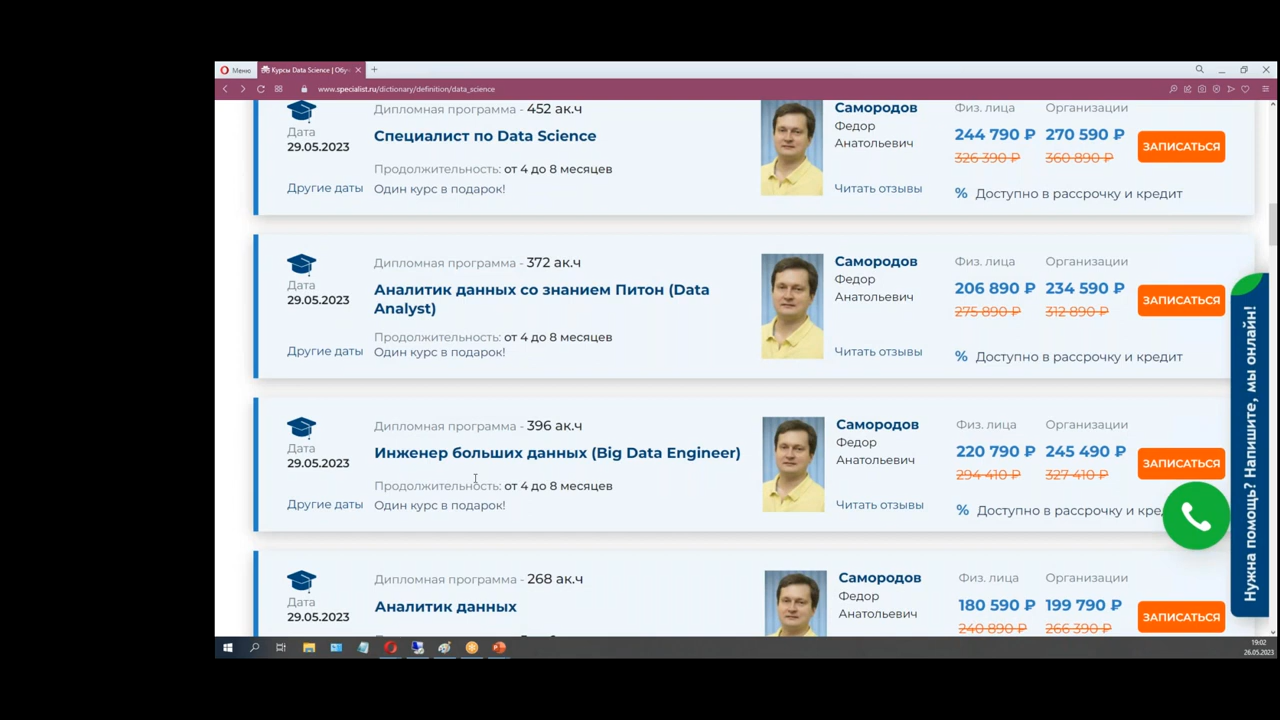 Меню
Курсы Data Science | Обу
www.specialist.ru/dictionary/definition/data_science
Дата
29.05.2023
Другие даты
Дипломная программа - 452 ак.ч
Специалист по Data Science
Продолжительность: от 4 до 8 месяцев
Один курс в подарок!
Самородов
Федор
Анатольевич
Читать отзывы
Физ. лица
Организации
244 790 ₽
270 590 ₽
326 390 ₽
360 890 ₽
ЗАПИСАТЬСЯ
% Доступно в рассрочку и кредит
Дата
29.05.2023
Другие даты
Дипломная программа - 372 ак.ч
Аналитик данных со знанием Питон (Data
Analyst)
Продолжительность: от 4 до 8 месяцев
Один курс в подарок!
Самородов
Федор
Анатольевич
Читать отзывы
Физ. лица
Организации
206 890 ₽
234 590 ₽
275 890 ₽
312 890 ₽
ЗАПИСАТЬСЯ
% Доступно в рассрочку и кредит
Дата
29.05.2023
Другие даты
Дипломная программа - 396 ак.ч
Инженер больших данных (Big Data Engineer)
Продолжительность: от 4 до 8 месяцев
Один курс в подарок!
Самородов
Федор
Анатольевич
Читать отзывы
Физ. лица
Организации
220 790 ₽
245 490 ₽
294 410 ₽
327 410 ₽
ЗАПИСАТЬСЯ
% Доступно в рассрочку и кре
Дата
29.05.2023
Дипломная программа - 268 ак.ч
Аналитик данных
Самородов
Федор
Анатольевич
Физ. лица
Организации
180 590 ₽
199 790 ₽
240 890 ₽
266 390 ₽
ЗАПИСАТЬСЯ
Нужна помощь? Напишите, мы онлайн!
19:02
26.05.2023